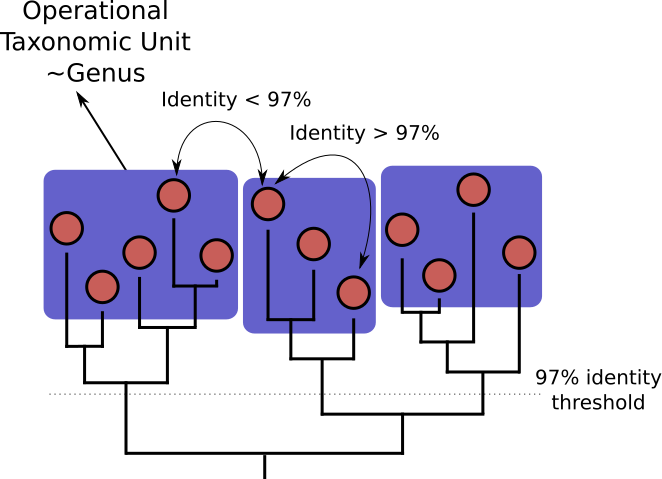 Operational
Taxonomic Unit
~Genus
Identity < 97%
Identity > 97%
97% identity
threshold